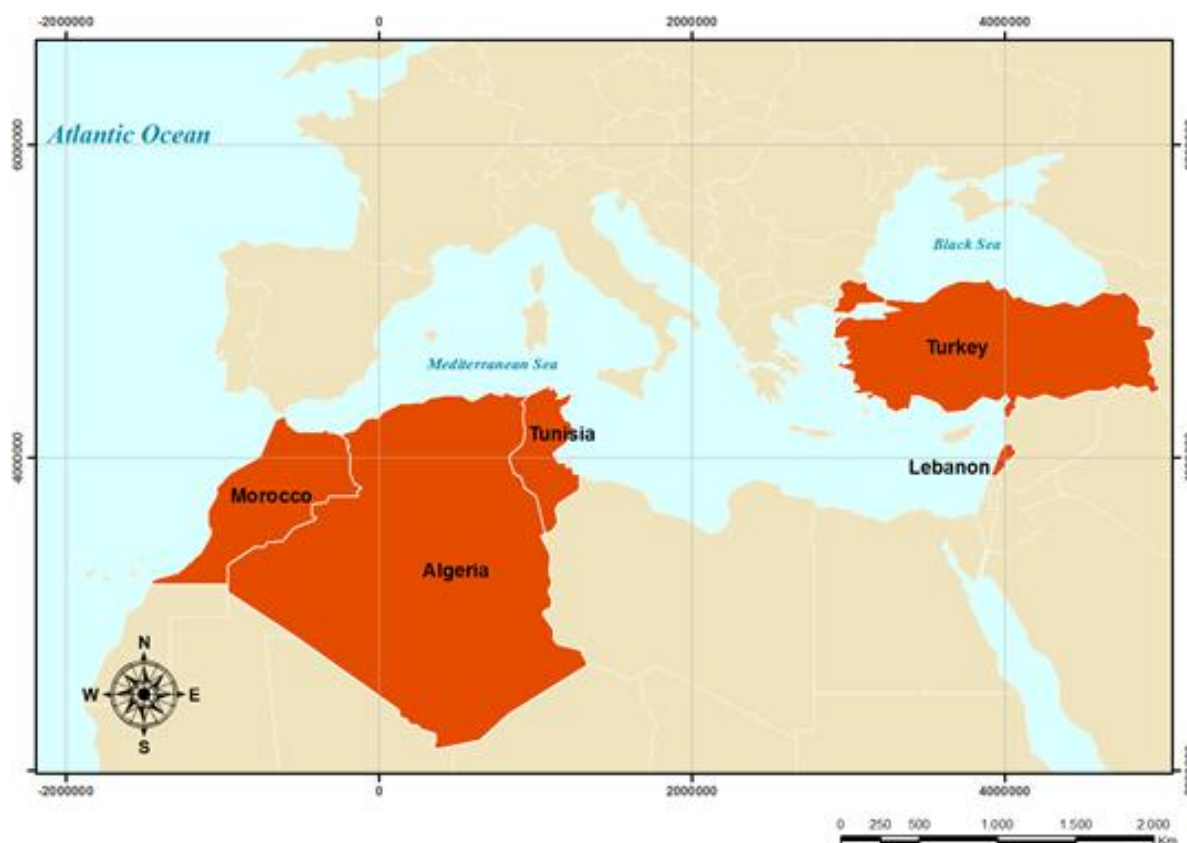 -2000000 0 2000000 4000000
Atlantic Ocean
6000000
Black Sea
Turkey
Mediterranean Sea
Tunisia
4000000
Lebanon
Morocco
Algeria
N
W E
S
-2000000 0 2000000 4000000
0 250 500 1.000 1.500 2.000
Km